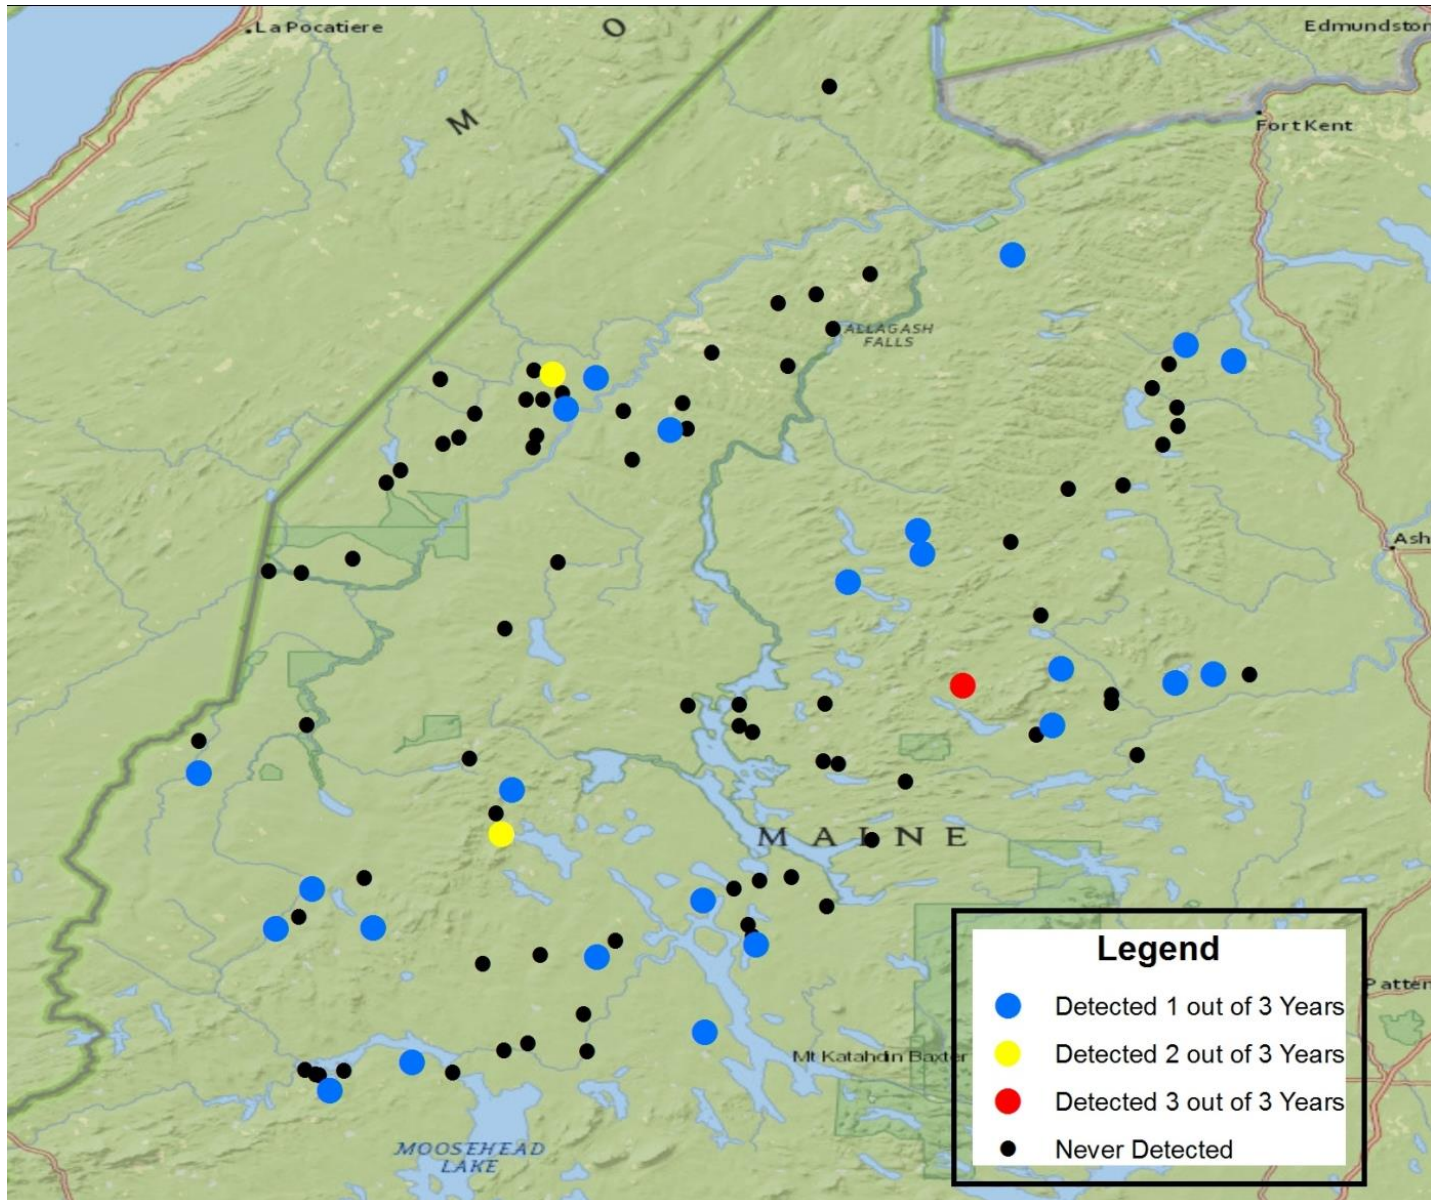 La Pocatiere
O
Edmundston
M
Fort Kent
ALLAGASH
FALLS
Ash
MAINE
Legend
Detected 1 out of 3 Years
Patten
Detected 2 out of 3 Years
Mt Katahdin Baxter
Detected 3 out of 3 Years
Never Detected
MOOSEHEAD
LAKE